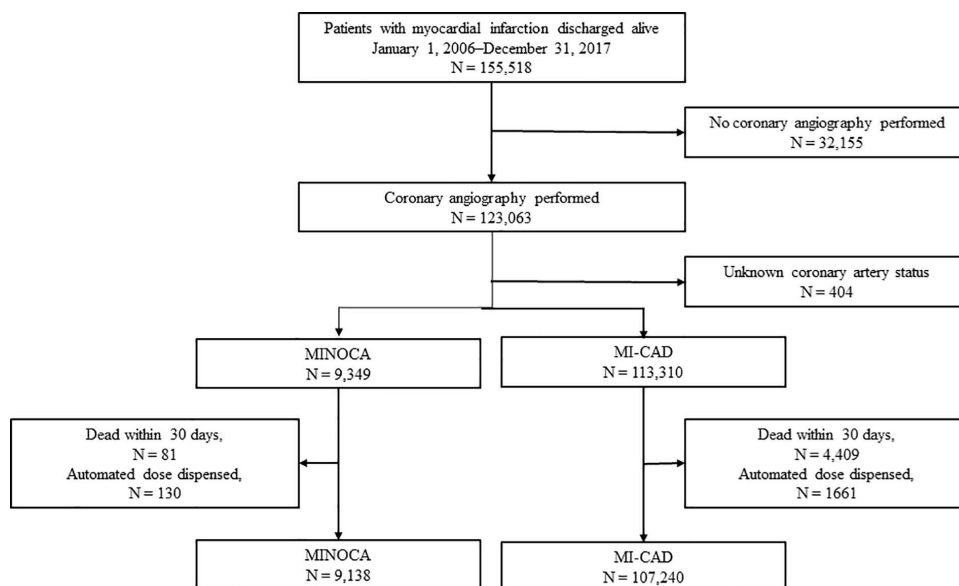 Patients with myocardial infarction discharged alive
January 1, 2006–December 31, 2017
N = 155,518
No coronary angiography performed
N = 32,155
Coronary angiography performed
N = 123,063
Unknown coronary artery status
N = 404
MINOCA
N = 9,349
MI-CAD
N = 113,310
Dead within 30 days,
N = 81
Automated dose dispensed,
N = 130
Dead within 30 days,
N = 4,409
Automated dose dispensed,
N = 1661
MINOCA
N = 9,138
MI-CAD
N = 107,240